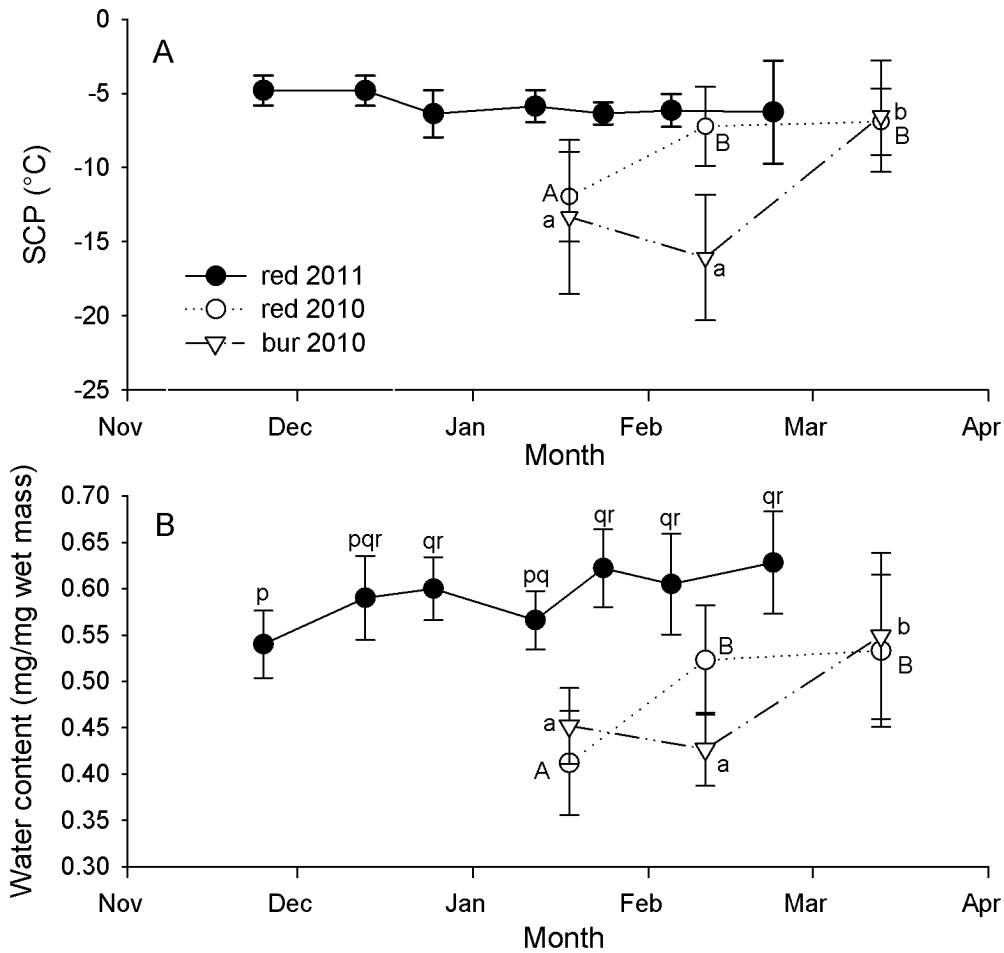 0
A
-5
b
B
B
SCP (°C)
-10
A
a
-15
a
red 2011
-20
red 2010
bur 2010
-25
Nov Dec Jan Feb Mar Apr
Month
0.70
B
qr
0.65
pqr qr qr qr
0.60
p pq
0.55
B b
B
0.50
Water content (mg/mg wet mass)
0.45
a
a
0.40
A
0.35
0.30
Nov Dec Jan Feb Mar Apr
Month